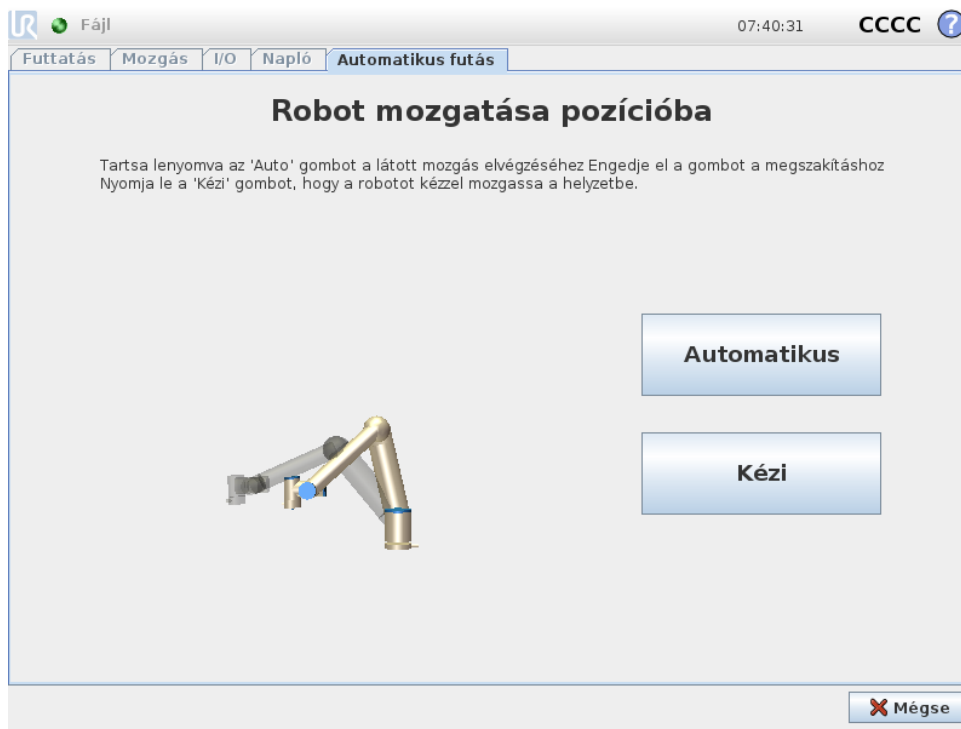 UR Fájl 07:40:31 CCCC ?
Futtatás Mozgás I/O Napló Automatikus futás
Robot mozgatása pozícióba
Tartsa lenyomva az 'Auto' gombot a látott mozgás elvégzéséhez Engedje el a gombot a megszakításhoz
Nyomja le a 'Kézi' gombot, hogy a robotot kézzel mozgassa a helyzetbe.
Automatikus
Kézi
Mégse